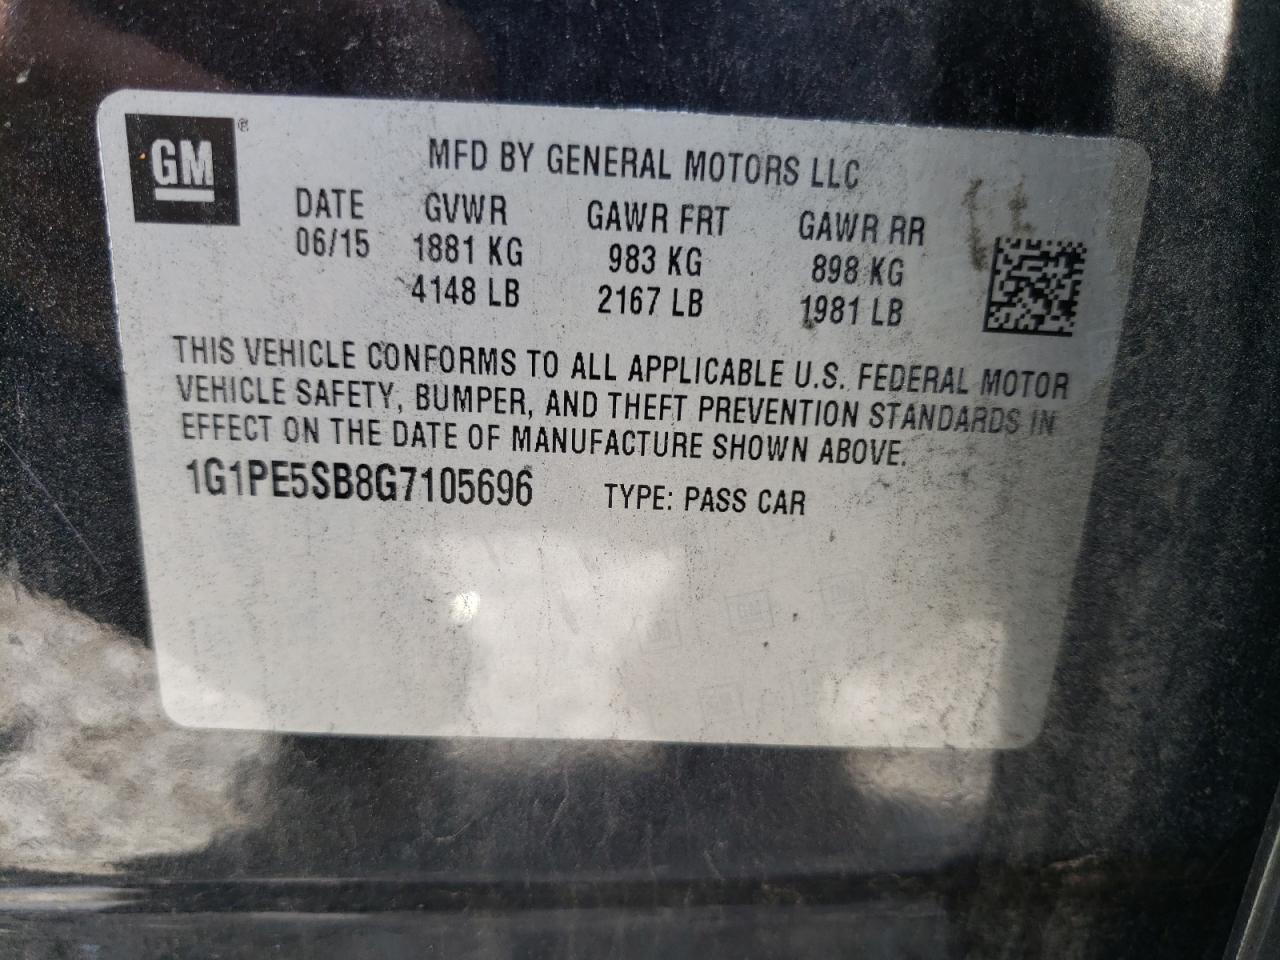 GM®
MFD BY GENERAL MOTORS LLC
DATE GVWR GAWR FRT GAWR RR
06/15 1881 KG 983 KG 898 KG
4148 LB 2167 LB 1981 LB
THIS VEHICLE CONFORMS TO ALL APPLICABLE U.S. FEDERAL MOTOR
VEHICLE SAFETY, BUMPER, AND THEFT PREVENTION STANDARDS IN
EFFECT ON THE DATE OF MANUFACTURE SHOWN ABOVE.
1G1PE5SB8G7105696 TYPE: PASS CAR